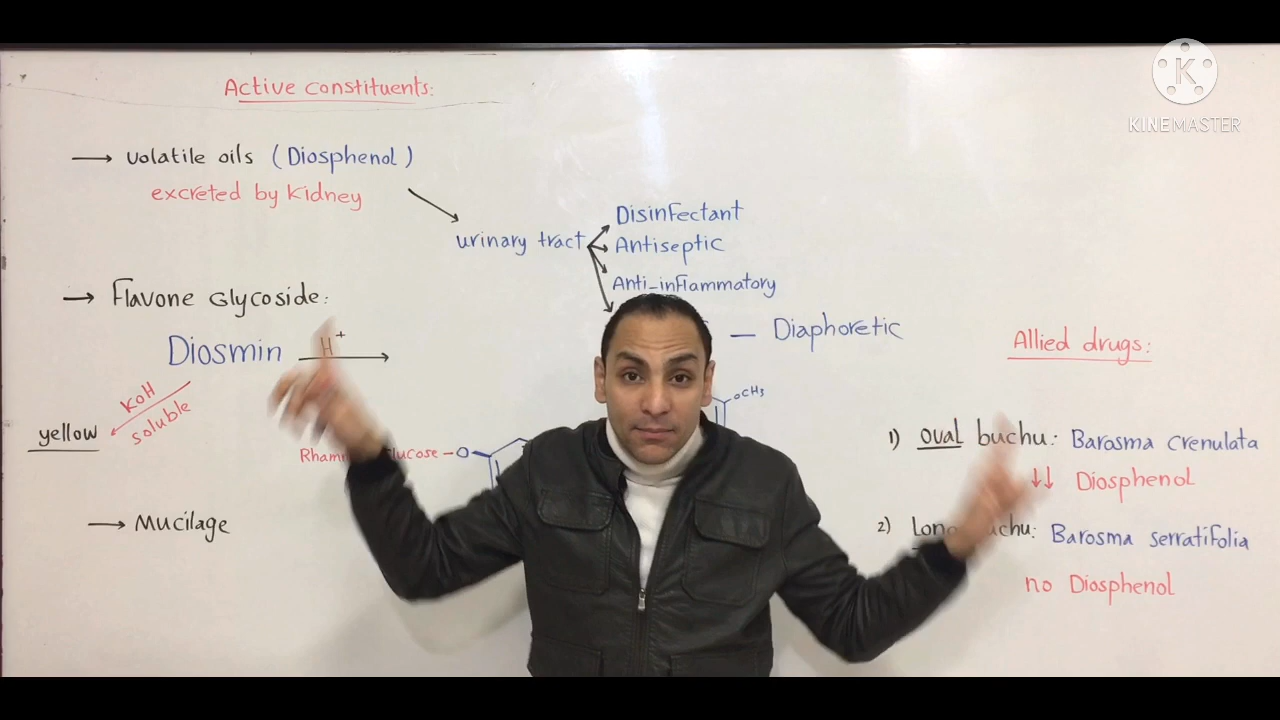 Active constituents:
→ volatile oils (Diosphenol)
excreted by Kidney
urinary tract
Disinfectant
Antiseptic
Anti-inflammatory
— Diaphoretic
→ Flavone Glycoside:
Diosmin H+ →
KOH
soluble
yellow
Glucose - O
OCH3
→ Mucilage
Allied drugs:
1) oval buchu: Barosma crenulata
↓↓ Diosphenol
2) Long buchu: Barosma serratifolia
no Diosphenol
KINEMASTER